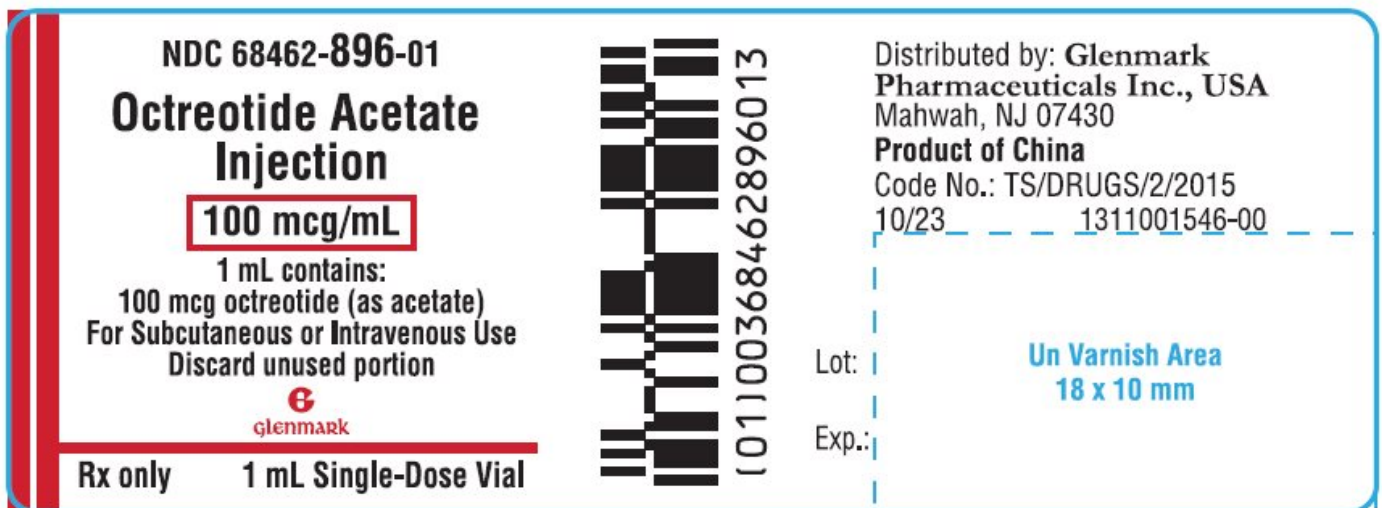 NDC 68462-896-01
Octreotide Acetate
Injection
100 mcg/mL
1 mL contains:
100 mcg octreotide (as acetate)
For Subcutaneous or Intravenous Use
Discard unused portion
G
glenmark
Rx only 1 mL Single-Dose Vial
(01)00368462896013
Distributed by: Glenmark
Pharmaceuticals Inc., USA
Mahwah, NJ 07430
Product of China
Code No.: TS/DRUGS/2/2015
10/23 1311001546-00
Un Varnish Area
18 x 10 mm
Lot:
Exp.: